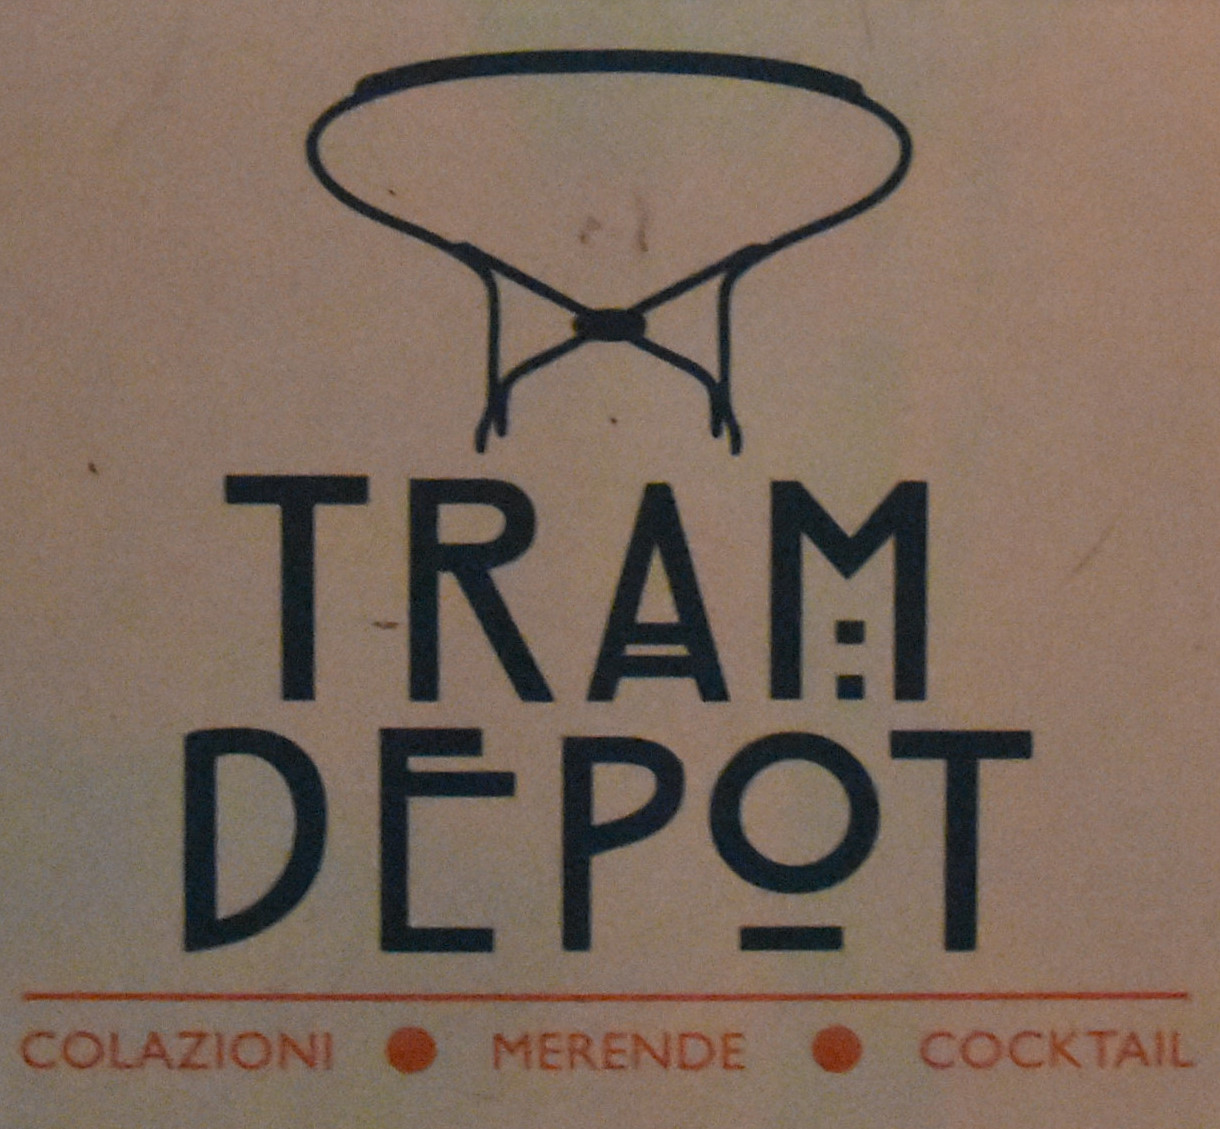 TRAM
DEPOT
COLAZIONI ● MERENDE ● COCKTAIL